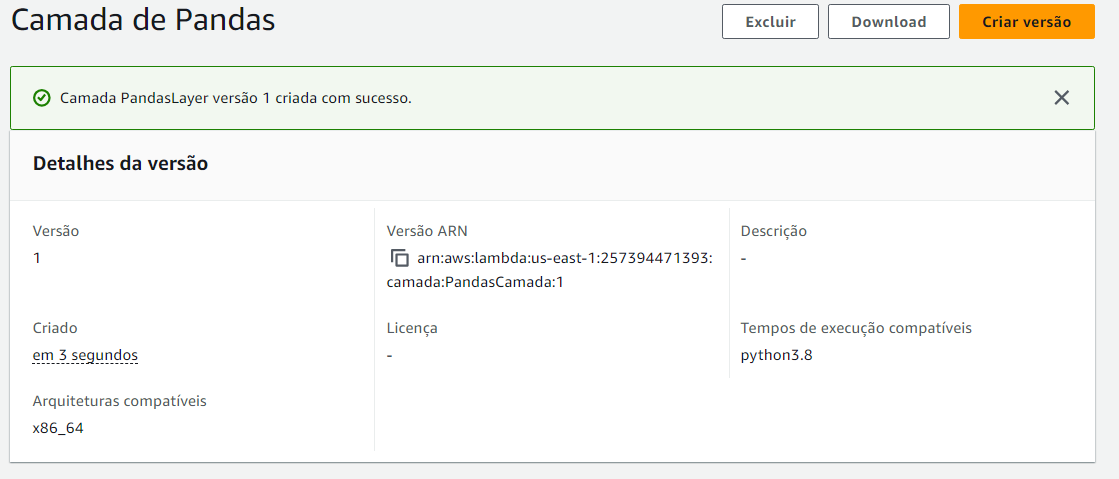 Camada de Pandas
Excluir
Download
Criar versão
Camada PandasLayer versão 1 criada com sucesso.
Detalhes da versão
Versão
1
Versão ARN
arn:aws:lambda:us-east-1:257394471393:
camada:PandasCamada:1
Descrição
-
Criado
em 3 segundos
Licença
-
Tempos de execução compatíveis
python3.8
Arquiteturas compatíveis
x86_64